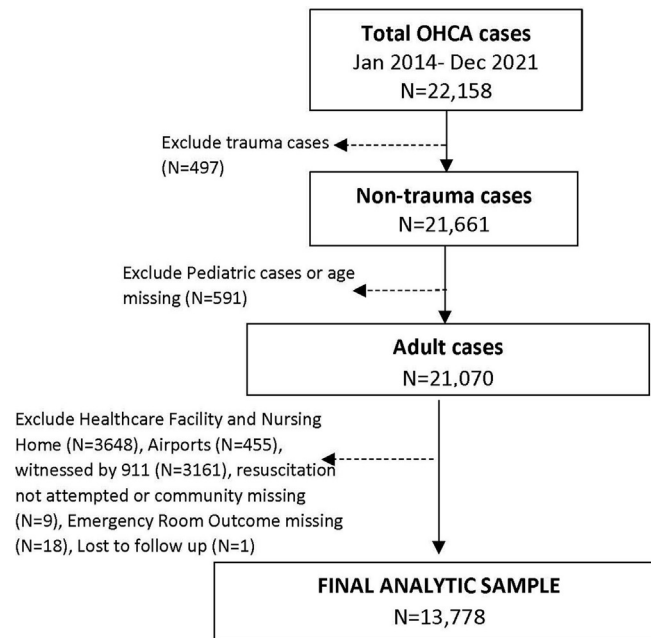 Total OHCA cases
Jan 2014- Dec 2021
N=22,158
Exclude trauma cases
(N=497)
Non-trauma cases
N=21,661
Exclude Pediatric cases or age
missing (N=591)
Adult cases
N=21,070
Exclude Healthcare Facility and Nursing
Home (N=3648), Airports (N=455),
witnessed by 911 (N=3161), resuscitation
not attempted or community missing
(N=9), Emergency Room Outcome missing
(N=18), Lost to follow up (N=1)
FINAL ANALYTIC SAMPLE
N=13,778